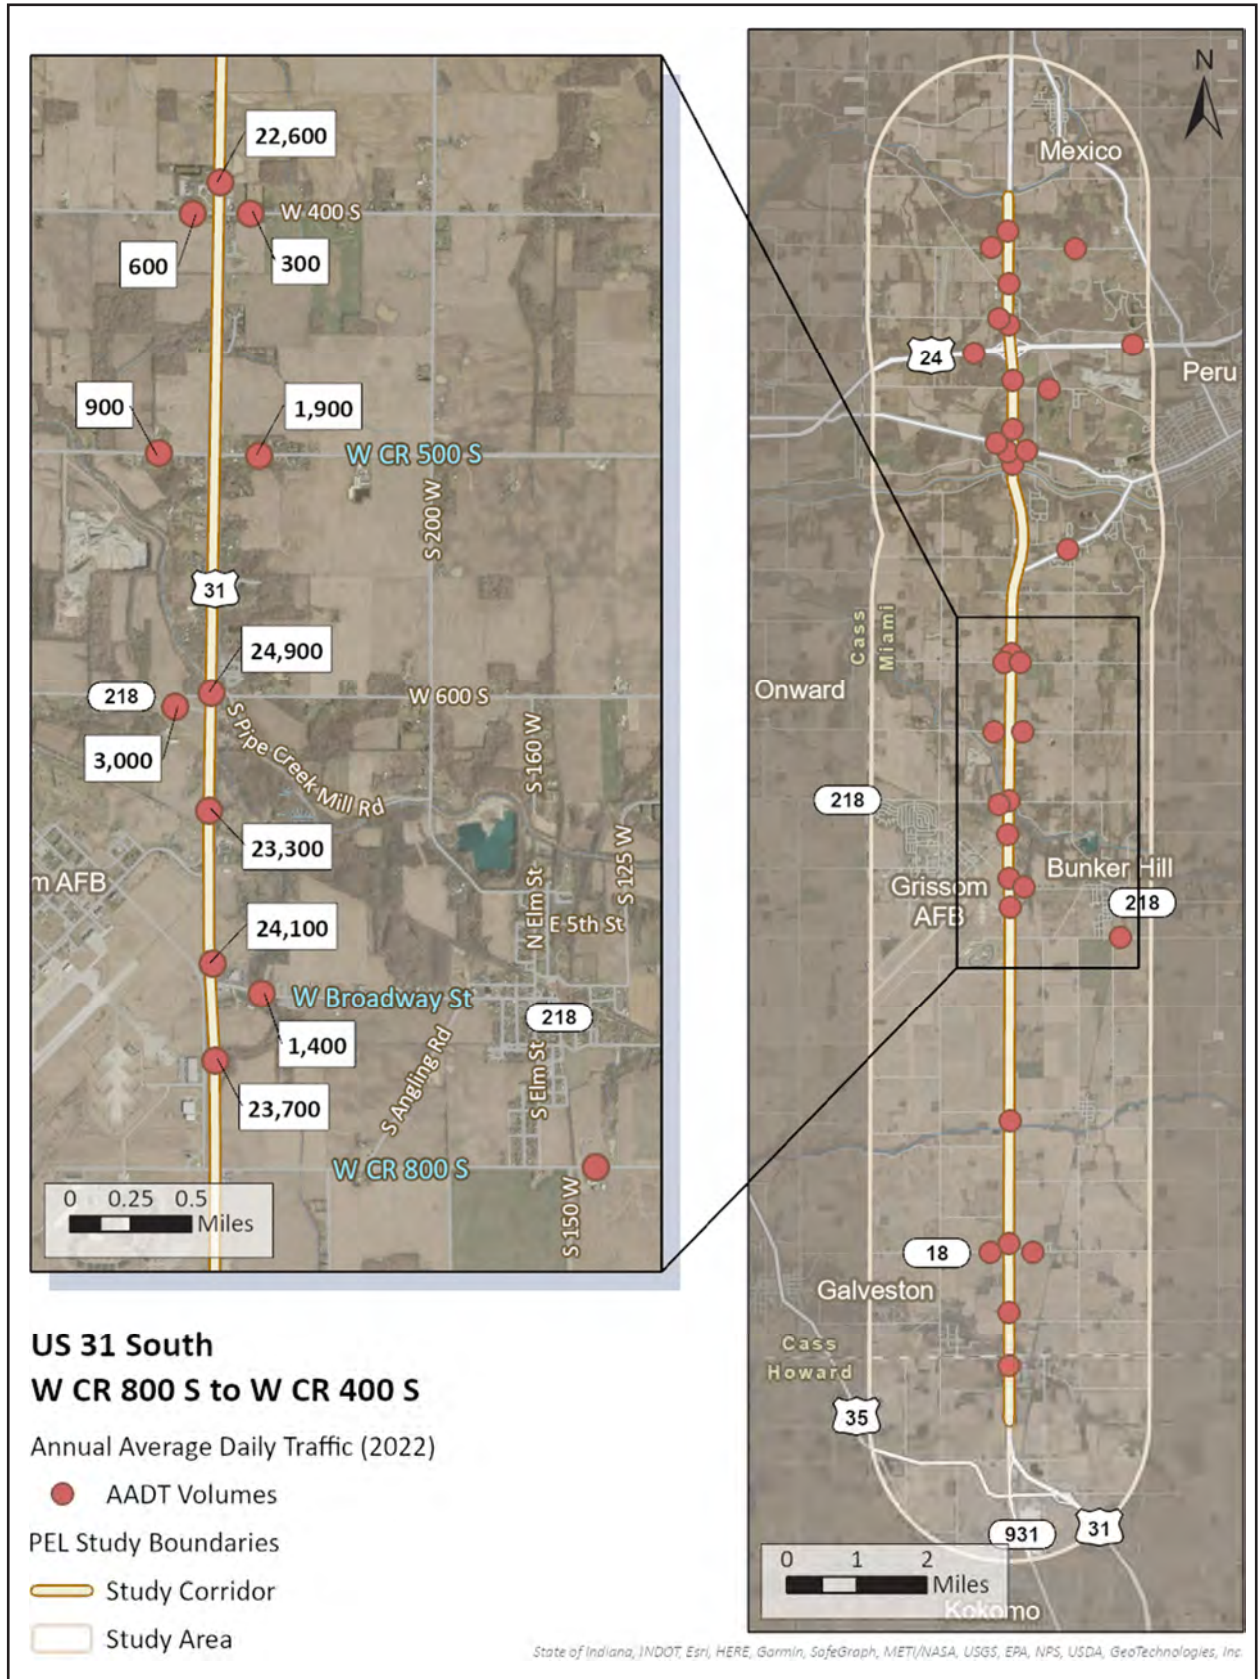 22,600
W 400 S
600
300
900
1,900
W CR 500 S
S 200 W
31
24,900
218
W 600 S
3,000
S Pipe Creek Mill Rd
S 160 W
23,300
S 125 W
m AFB
N Elm St
E 5th St
24,100
W Broadway St
218
1,400
S Angling Rd
S Elm St
23,700
W CR 800 S
S 150 W
0 0.25 0.5
Miles
N
Mexico
24
Peru
Cass
Miami
Onward
218
Bunker Hill
Grissom
AFB
218
18
Galveston
Cass
Howard
35
931
31
0 1 2
Miles
Kokomo
US 31 South
W CR 800 S to W CR 400 S
Annual Average Daily Traffic (2022)
AADT Volumes
PEL Study Boundaries
Study Corridor
Study Area
State of Indiana, INDOT, Esri, HERE, Garmin, SafeGraph, METI/NASA, USGS, EPA, NPS, USDA, GeoTechnologies, Inc